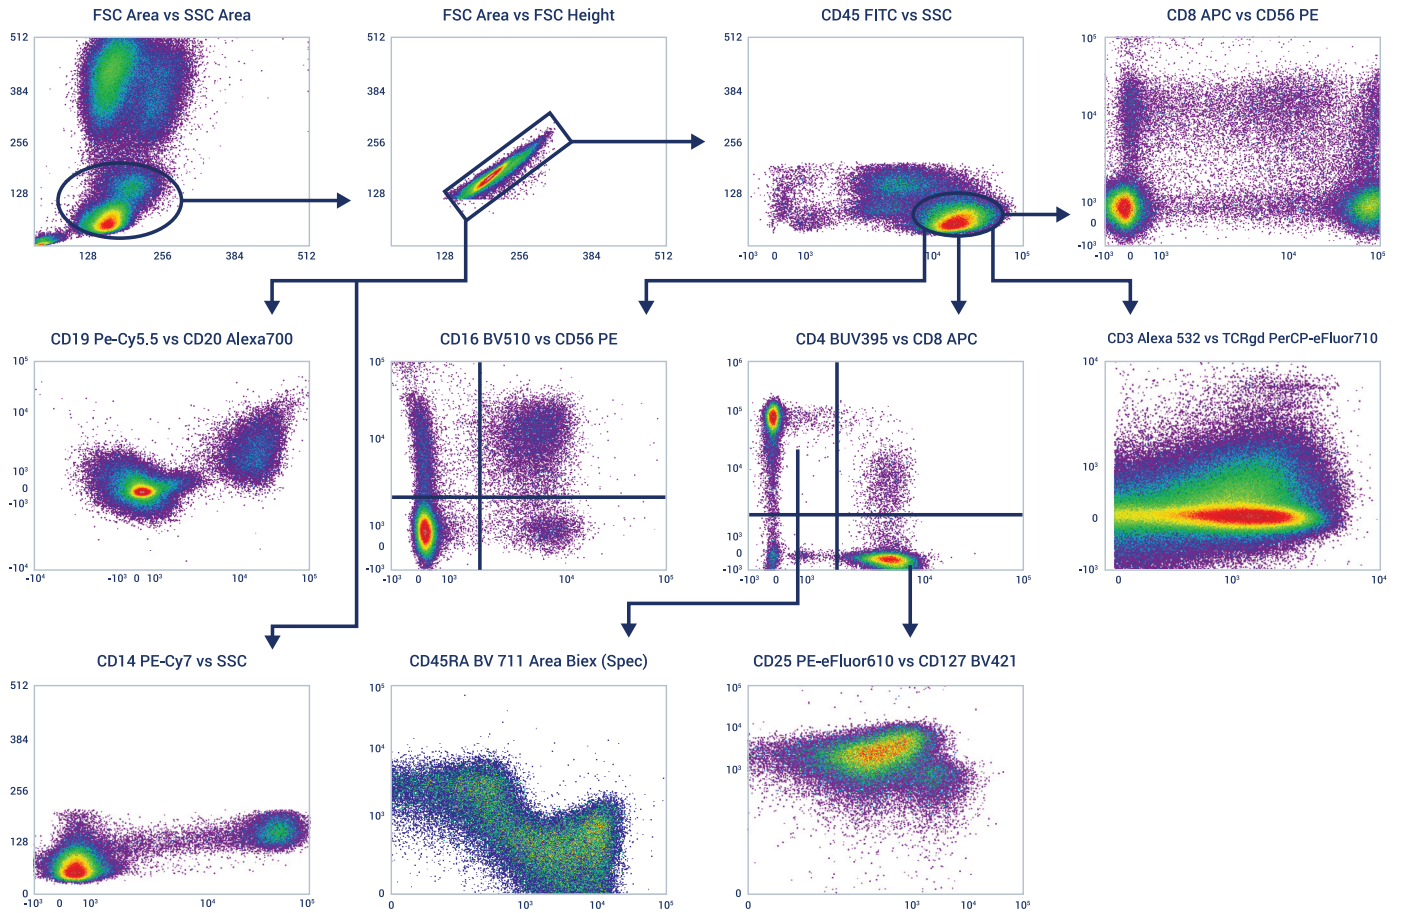 FSC Area vs SSC Area
512
384
256
128
128 256 384 512
FSC Area vs FSC Height
512
384
256
128
128 256 384 512
CD45 FITC vs SSC
512
384
256
128
-10³ 0 10³ 10⁴ 10⁵
CD8 APC vs CD56 PE
10⁵
10⁴
10³
0
-10³
-10³ 0 10³ 10⁴ 10⁵
CD19 Pe-Cy5.5 vs CD20 Alexa700
10⁵
10⁴
10³
0
-10³
-10⁴
-10⁴ -10³ 0 10³ 10⁴ 10⁵
CD16 BV510 vs CD56 PE
10⁵
10⁴
10³
0
-10³
-10³ 0 10³ 10⁴ 10⁵
CD4 BUV395 vs CD8 APC
10⁶
10⁵
10⁴
10³
0
-10³
-10³ 0 10³ 10⁴ 10⁵
CD3 Alexa 532 vs TCRgd PerCP-eFluor710
10⁴
10³
0
-10³
0 10³ 10⁴
CD14 PE-Cy7 vs SSC
512
384
256
128
0
-10³ 0 10³ 10⁴ 10⁵
CD45RA BV 711 Area Biex (Spec)
10⁵
10⁴
10³
0
0 10³ 10⁴ 10⁵
CD25 PE-eFluor610 vs CD127 BV421
10⁵
10⁴
10³
0
0 10³ 10⁴ 10⁵